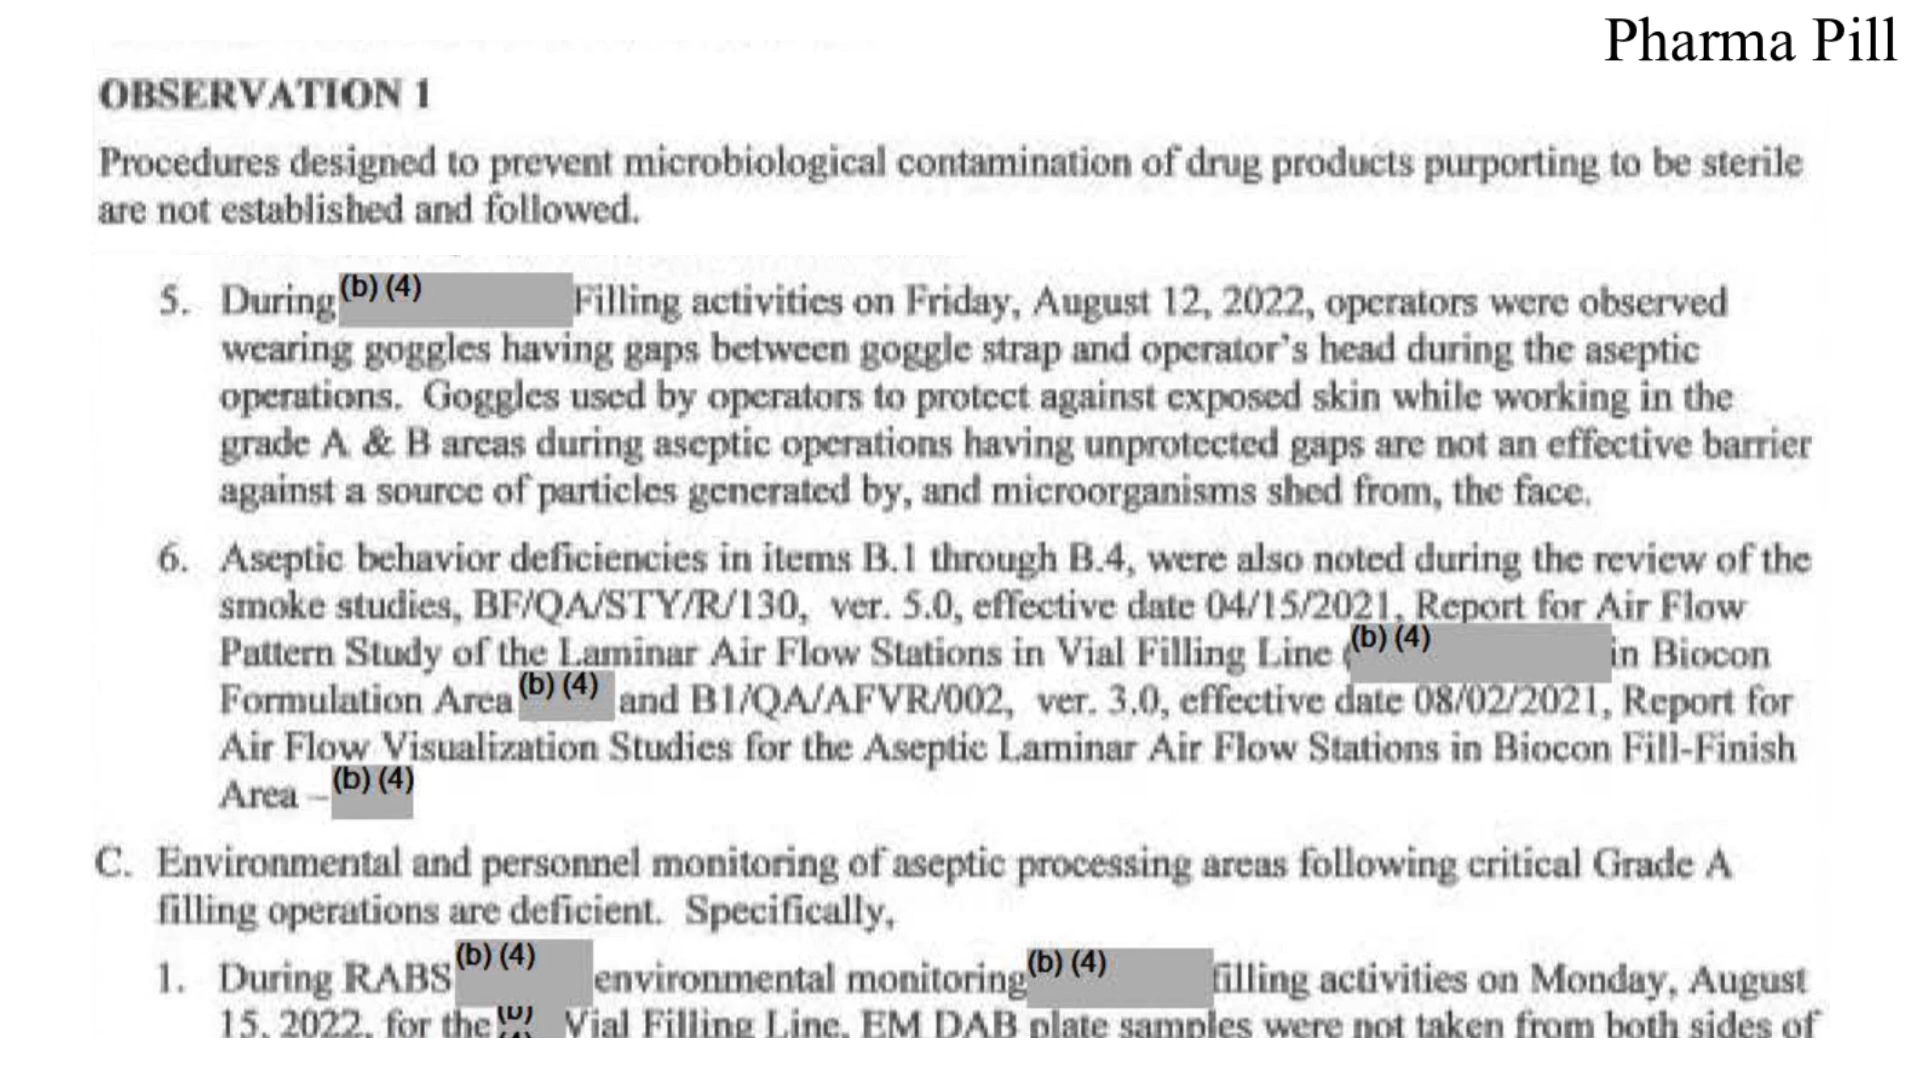 Pharma Pill
OBSERVATION 1
Procedures designed to prevent microbiological contamination of drug products purporting to be sterile
are not established and followed.
5. During (b) (4) Filling activities on Friday, August 12, 2022, operators were observed
wearing goggles having gaps between goggle strap and operator's head during the aseptic
operations. Goggles used by operators to protect against exposed skin while working in the
grade A & B areas during aseptic operations having unprotected gaps are not an effective barrier
against a source of particles generated by, and microorganisms shed from, the face.
6. Aseptic behavior deficiencies in items B.1 through B.4, were also noted during the review of the
smoke studies, BF/QA/STY/R/130, ver. 5.0, effective date 04/15/2021, Report for Air Flow
Pattern Study of the Laminar Air Flow Stations in Vial Filling Line ( (b) (4) in Biocon
Formulation Area (b) (4) and B1/QA/AFVR/002, ver. 3.0, effective date 08/02/2021, Report for
Air Flow Visualization Studies for the Aseptic Laminar Air Flow Stations in Biocon Fill-Finish
Area – (b) (4)
C. Environmental and personnel monitoring of aseptic processing areas following critical Grade A
filling operations are deficient. Specifically,
1. During RABS (b) (4) environmental monitoring (b) (4) filling activities on Monday, August
15, 2022, for the (b) Vial Filling Line, EM DAB plate samples were not taken from both sides of